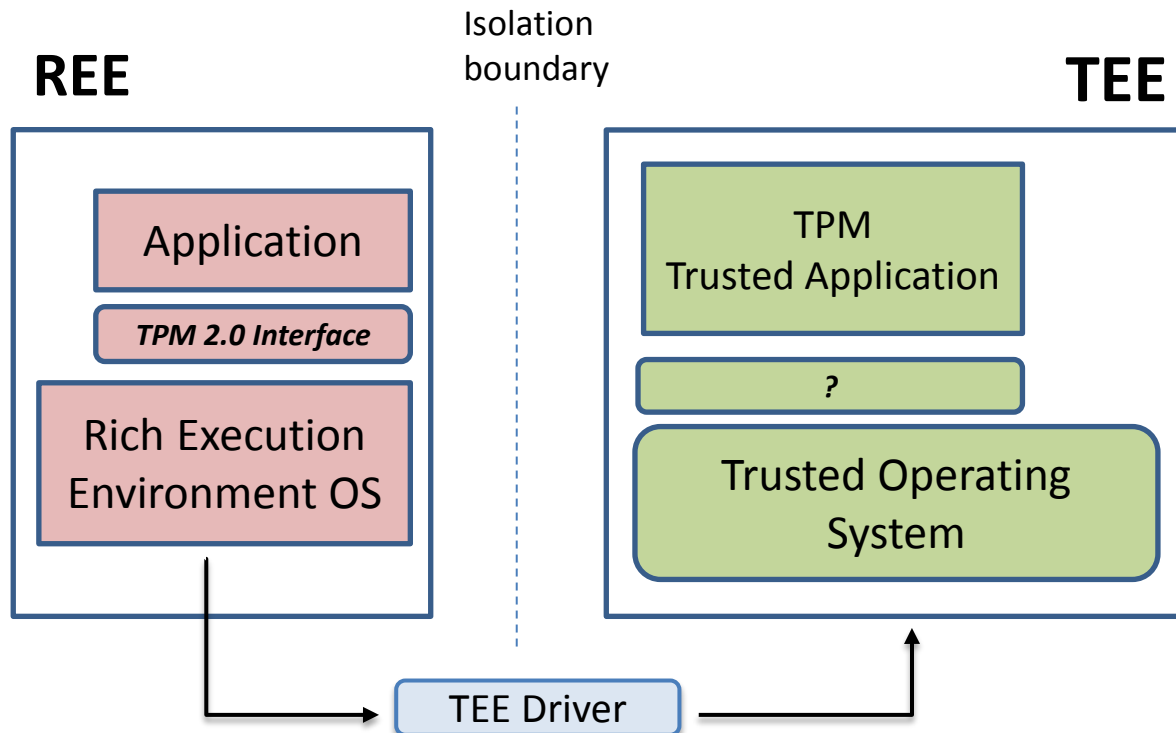 Isolation
boundary
REE
TEE
Application
TPM 2.0 Interface
Rich Execution
Environment OS
TPM
Trusted Application
?
Trusted Operating
System
TEE Driver